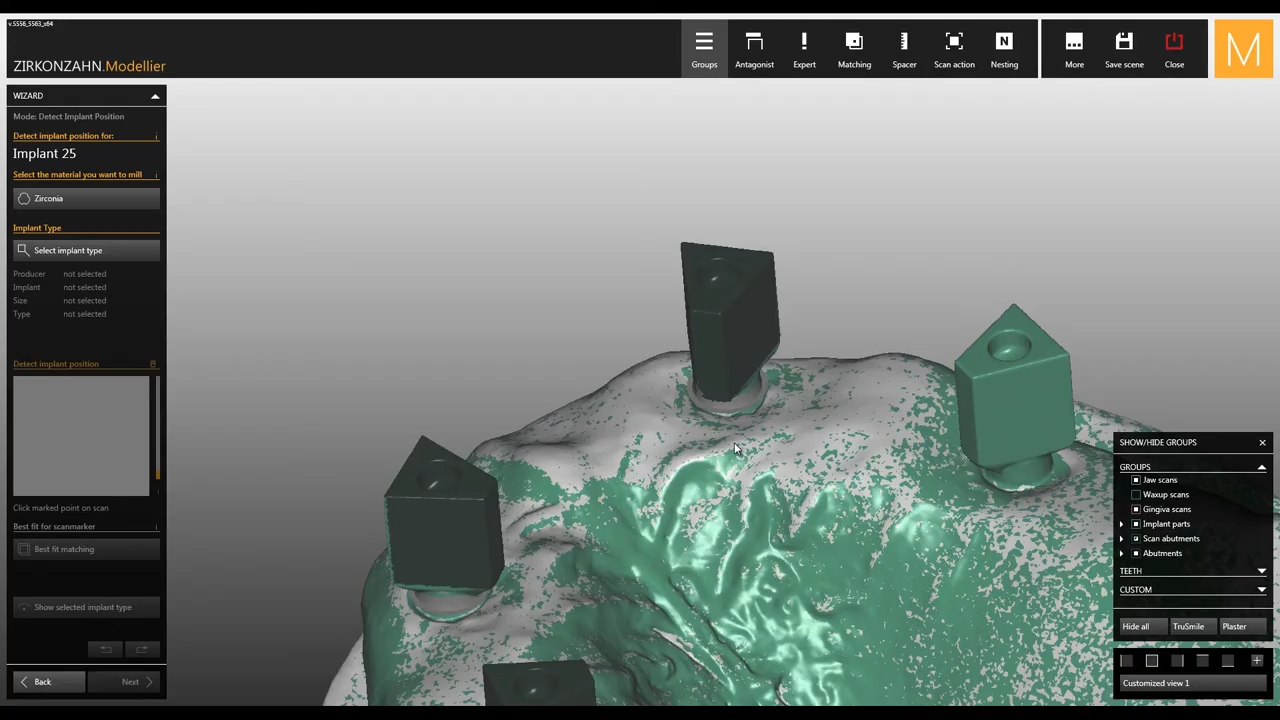 v.5556_5563_x64
ZIRKONZAHN.Modellier
Groups
Antagonist
Expert
Matching
Spacer
Scan action
N
Nesting
More
Save scene
Close
M
WIZARD
Mode: Detect Implant Position
Detect implant position for:
i
Implant 25
Select the material you want to mill
i
Zirconia
Implant Type
Select implant type
Producer not selected
Implant not selected
Size not selected
Type not selected
Detect implant position
Click marked point on scan
Best fit for scanmarker
i
Best fit matching
Show selected implant type
Back
Next
SHOW/HIDE GROUPS
GROUPS
Jaw scans
Waxup scans
Gingiva scans
Implant parts
Scan abutments
Abutments
TEETH
CUSTOM
Hide all
TruSmile
Plaster
Customized view 1